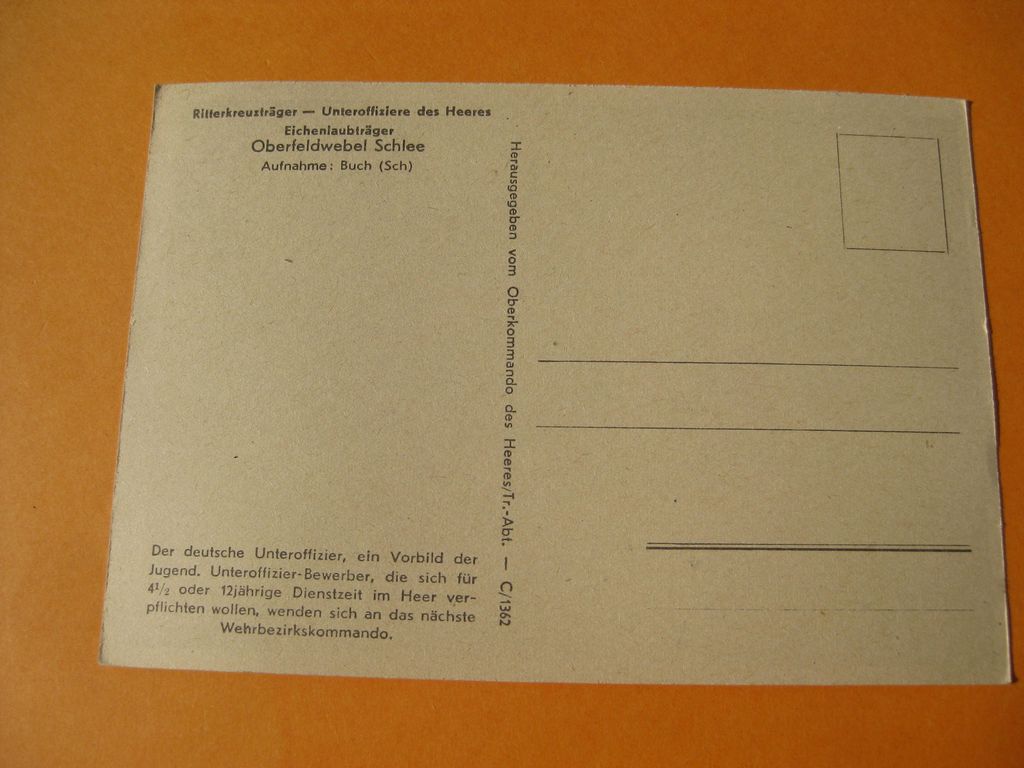 Ritterkreuzträger — Unteroffiziere des Heeres
Eichenlaubträger
Oberfeldwebel Schlee
Aufnahme: Buch (Sch)
Der deutsche Unteroffizier, ein Vorbild der
Jugend. Unteroffizier-Bewerber, die sich für
4½ oder 12jährige Dienstzeit im Heer ver-
pflichten wollen, wenden sich an das nächste
Wehrbezirkskommando.
Herausgegeben vom Oberkommando des Heeres/Tr.-Abt. — C/1362